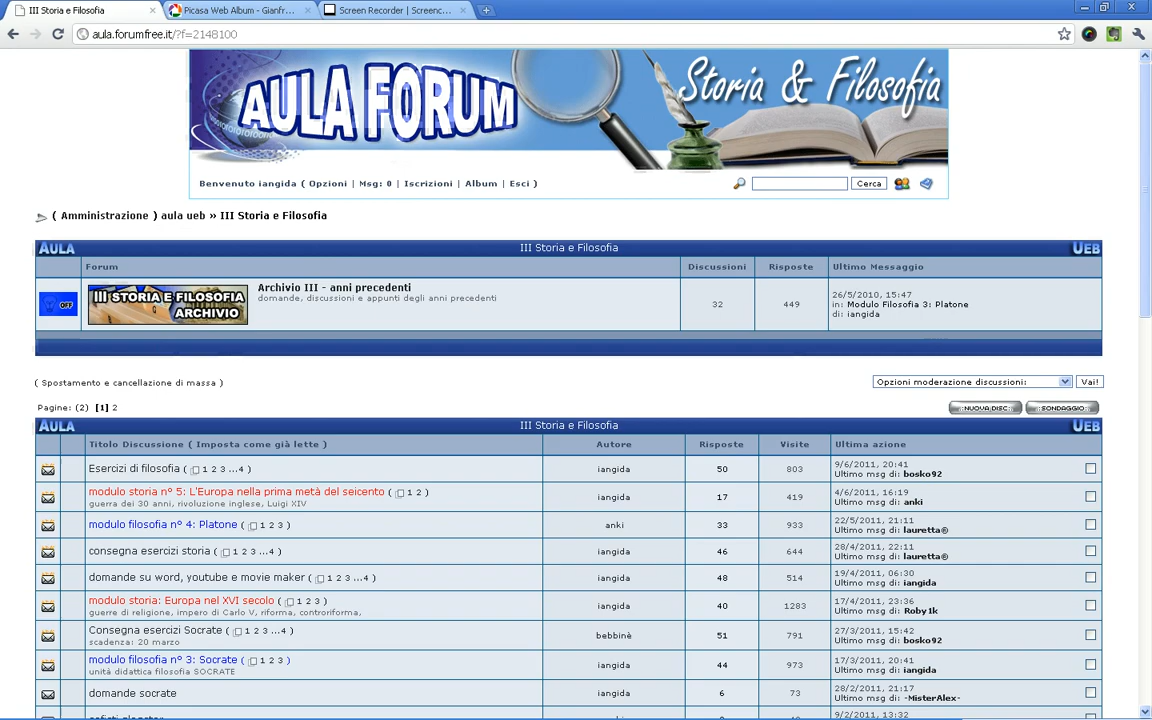 III Storia e Filosofia
Picasa Web Album - Gianfr...
Screen Recorder | Screenc...
aula.forumfree.it/?f=2148100
AULA FORUM
Storia & Filosofia
Benvenuto iangida ( Opzioni | Msg: 0 | Iscrizioni | Album | Esci )
Cerca
( Amministrazione ) aula ueb » III Storia e Filosofia
AULA III Storia e Filosofia UEB
Forum Discussioni Risposte Ultimo Messaggio
OFF
III STORIA E FILOSOFIA
ARCHIVIO
Archivio III - anni precedenti
domande, discussioni e appunti degli anni precedenti
32 449
26/5/2010, 15:47
in: Modulo Filosofia 3: Platone
di: iangida
( Spostamento e cancellazione di massa )
Opzioni moderazione discussioni: Vai!
Pagine: (2) [1] 2
::NUOVA DISC:: ::SONDAGGIO::
AULA III Storia e Filosofia UEB
Titolo Discussione ( Imposta come già lette ) Autore Risposte Visite Ultima azione
Esercizi di filosofia ( 1 2 3 ...4 ) iangida 50 803
9/6/2011, 20:41
Ultimo msg di: bosko92
modulo storia n° 5: L'Europa nella prima metà del seicento ( 1 2 )
guerra dei 30 anni, rivoluzione inglese, Luigi XIV
iangida 17 419
4/6/2011, 16:19
Ultimo msg di: anki
modulo filosofia n° 4: Platone ( 1 2 3 ) anki 33 933
22/5/2011, 21:11
Ultimo msg di: lauretta®
consegna esercizi storia ( 1 2 3 ...4 ) iangida 46 644
28/4/2011, 22:11
Ultimo msg di: lauretta®
domande su word, youtube e movie maker ( 1 2 3 ...4 ) iangida 48 514
19/4/2011, 06:30
Ultimo msg di: iangida
modulo storia: Europa nel XVI secolo ( 1 2 3 )
guerre di religione, impero di Carlo V, riforma, controriforma,
iangida 40 1283
17/4/2011, 23:36
Ultimo msg di: Roby1k
Consegna esercizi Socrate ( 1 2 3 ...4 )
scadenza: 20 marzo
bebbinè 51 791
27/3/2011, 15:42
Ultimo msg di: bosko92
modulo filosofia n° 3: Socrate ( 1 2 3 )
unità didattica filosofia SOCRATE
iangida 44 973
17/3/2011, 20:41
Ultimo msg di: iangida
domande socrate iangida 6 73
28/2/2011, 21:17
Ultimo msg di: -MisterAlex-
9/2/2011, 13:32